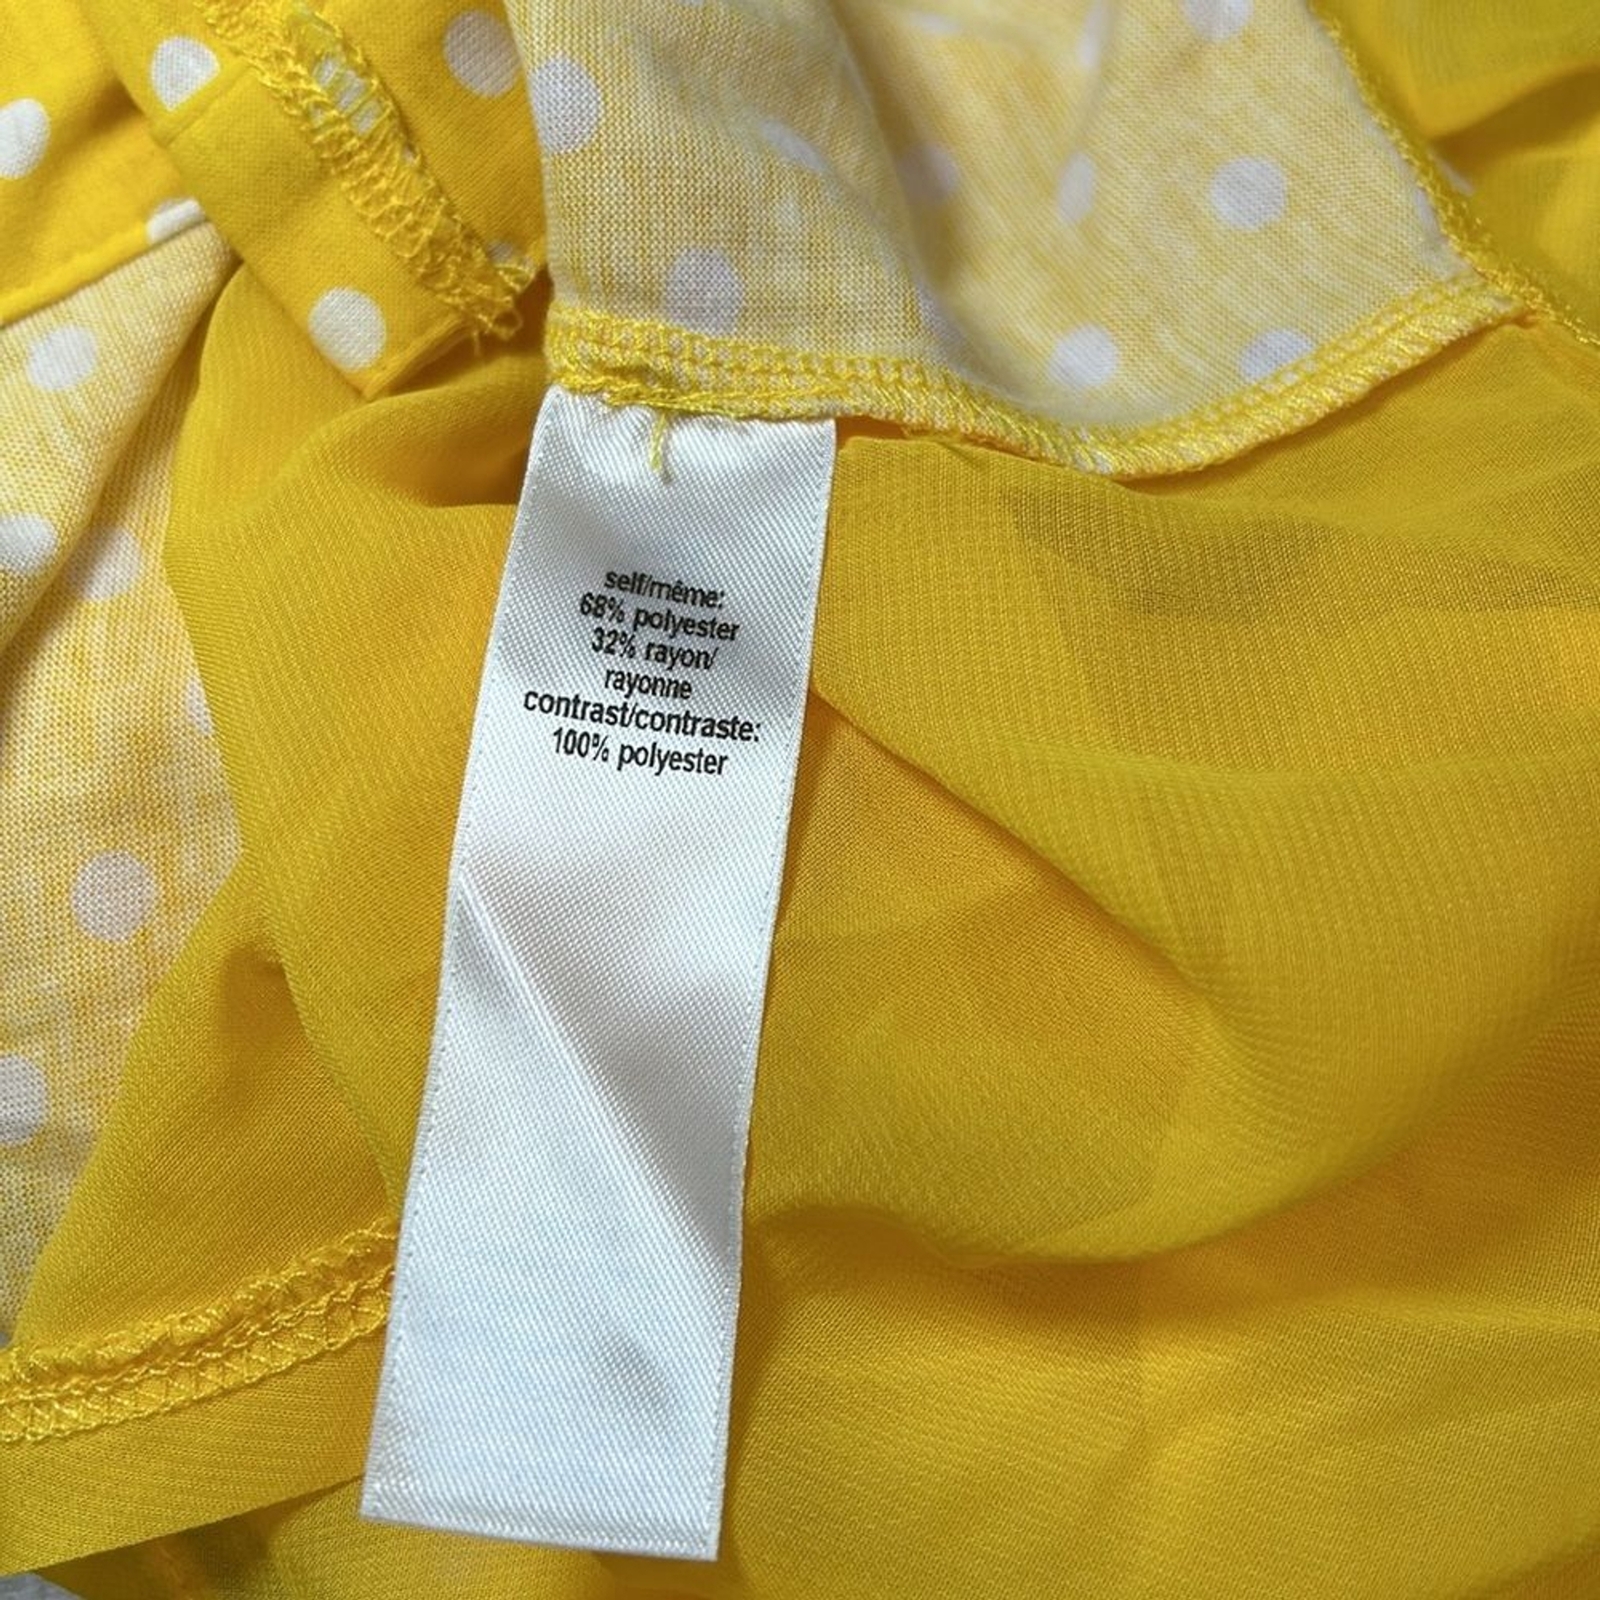 self/même:
68% polyester
32% rayon/
rayonne
contrast/contraste:
100% polyester